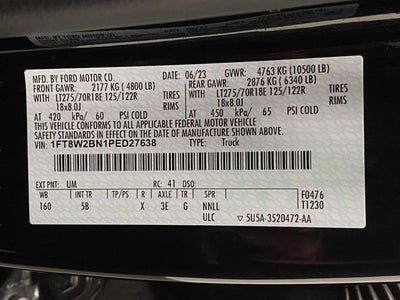 MFD. BY FORD MOTOR CO. 06/23 GVWR: 4763 KG (10500 LB)
FRONT GAWR: 2177 KG (4800 LB) REAR GAWR: 2876 KG (6340 LB)
WITH LT275/70R18E 125/122R TIRES WITH LT275/70R18E 125/122R TIRES
18x8.0J RIMS 18x8.0J RIMS
AT 420 kPa/ 60 PSI COLD AT 450 kPa/ 65 PSI COLD
THIS VEHICLE CONFORMS TO ALL APPLICABLE FEDERAL MOTOR VEHICLE
SAFETY STANDARDS IN EFFECT ON THE DATE OF MANUFACTURE SHOWN ABOVE.
VIN: 1FT8W2BN1PED27638 TYPE: Truck
EXT PNT: UM RC: 41 DSO:
WB INT TR TP/PS R AXLE TR SPR F0476
160 5B X 3E G NNLL T1230
ULC 5U5A-3520472-AA